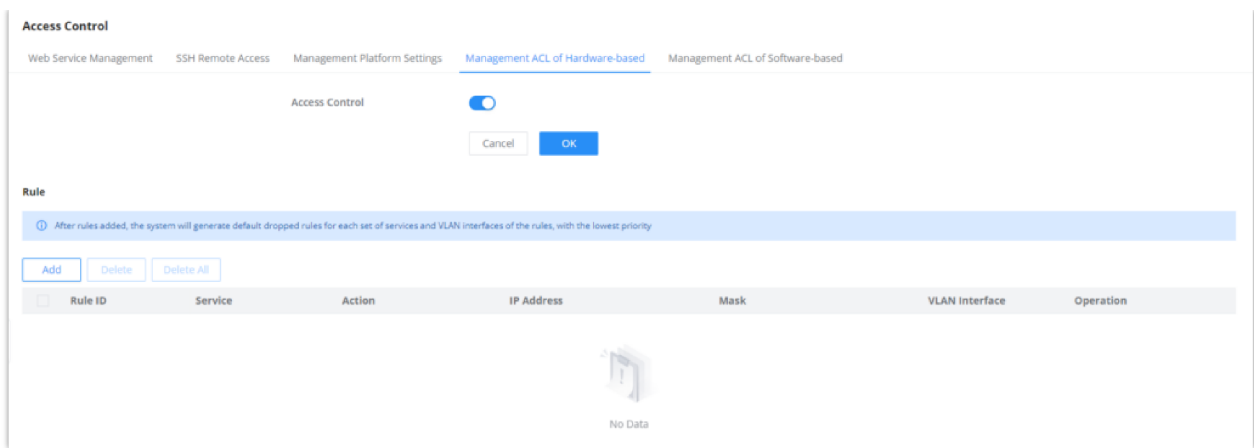 Access Control
Web Service Management SSH Remote Access Management Platform Settings Management ACL of Hardware-based Management ACL of Software-based
Access Control
Cancel OK
Rule
After rules added, the system will generate default dropped rules for each set of services and VLAN interfaces of the rules, with the lowest priority
Add Delete Delete All
Rule ID Service Action IP Address Mask VLAN Interface Operation
No Data